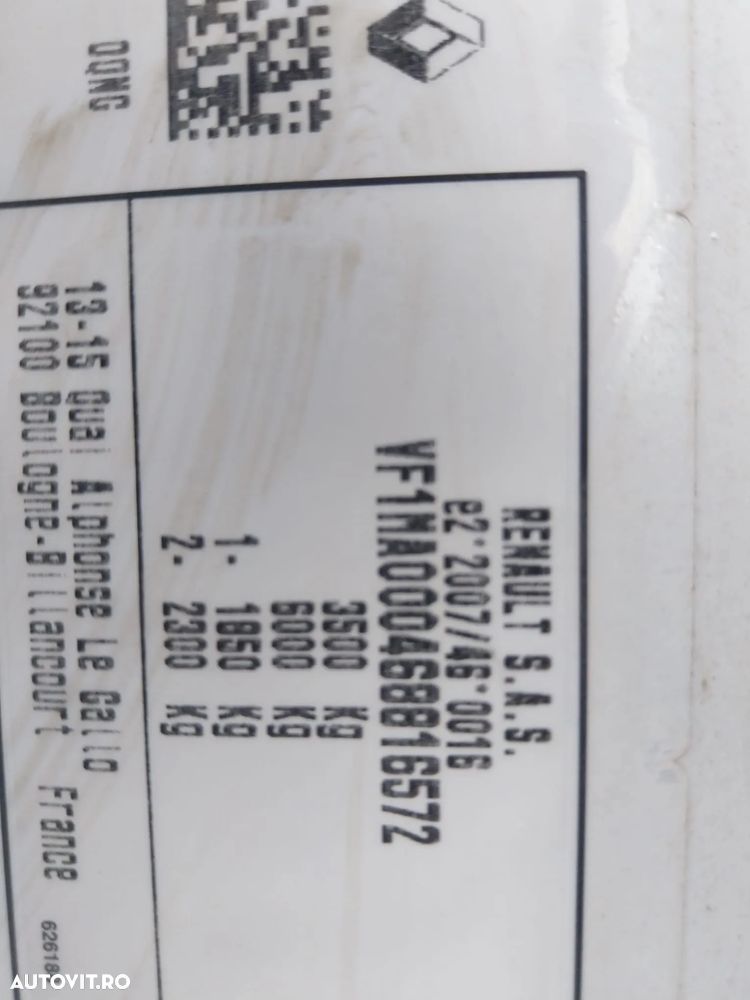 OQMG
RENAULT S.A.S.
e2*2007/46*0016
VF1MA000468816572
3500 Kg
6000 Kg
1- 1850 Kg
2- 2300 Kg
13-15 Quai Alphonse Le Gallo
92100 Boulogne-Billancourt France
AUTOVIT.RO